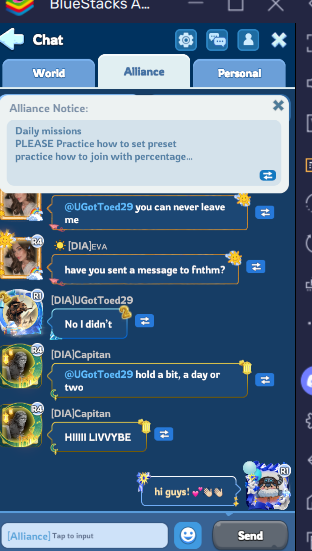 BlueStacks A...
Chat
World
Alliance
Personal
Alliance Notice:
Daily missions
PLEASE Practice how to set preset
practice how to join with percentage...
@UGotToed29 you can never leave
me
R4
[DIA]EVA
have you sent a message to fnthm?
R1
[DIA]UGotToed29
No I didn't
R4
[DIA]Capitan
@UGotToed29 hold a bit, a day or
two
R4
[DIA]Capitan
HIIIII LIVVYBE
R1
hi guys! 💕👋🏼👋🏼
[Alliance] Tap to input
Send